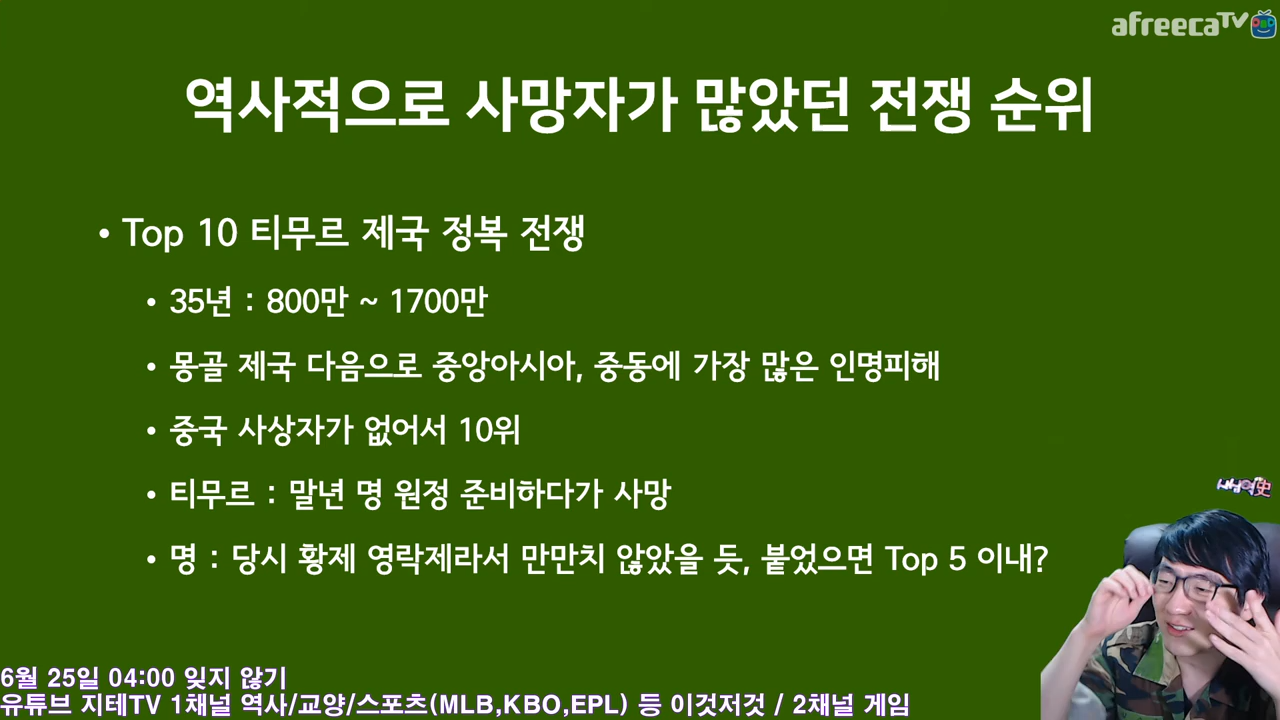 afreecaTV
역사적으로 사망자가 많았던 전쟁 순위
• Top 10 티무르 제국 정복 전쟁
• 35년 : 800만 ~ 1700만
• 몽골 제국 다음으로 중앙아시아, 중동에 가장 많은 인명피해
• 중국 사상자가 없어서 10위
• 티무르 : 말년 명 원정 준비하다가 사망
• 명 : 당시 황제 영락제라서 만만치 않았을 듯, 붙었으면 Top 5 이내?
6월 25일 04:00 잊지 않기
유튜브 지테TV 1채널 역사/교양/스포츠(MLB,KBO,EPL) 등 이것저것 / 2채널 게임